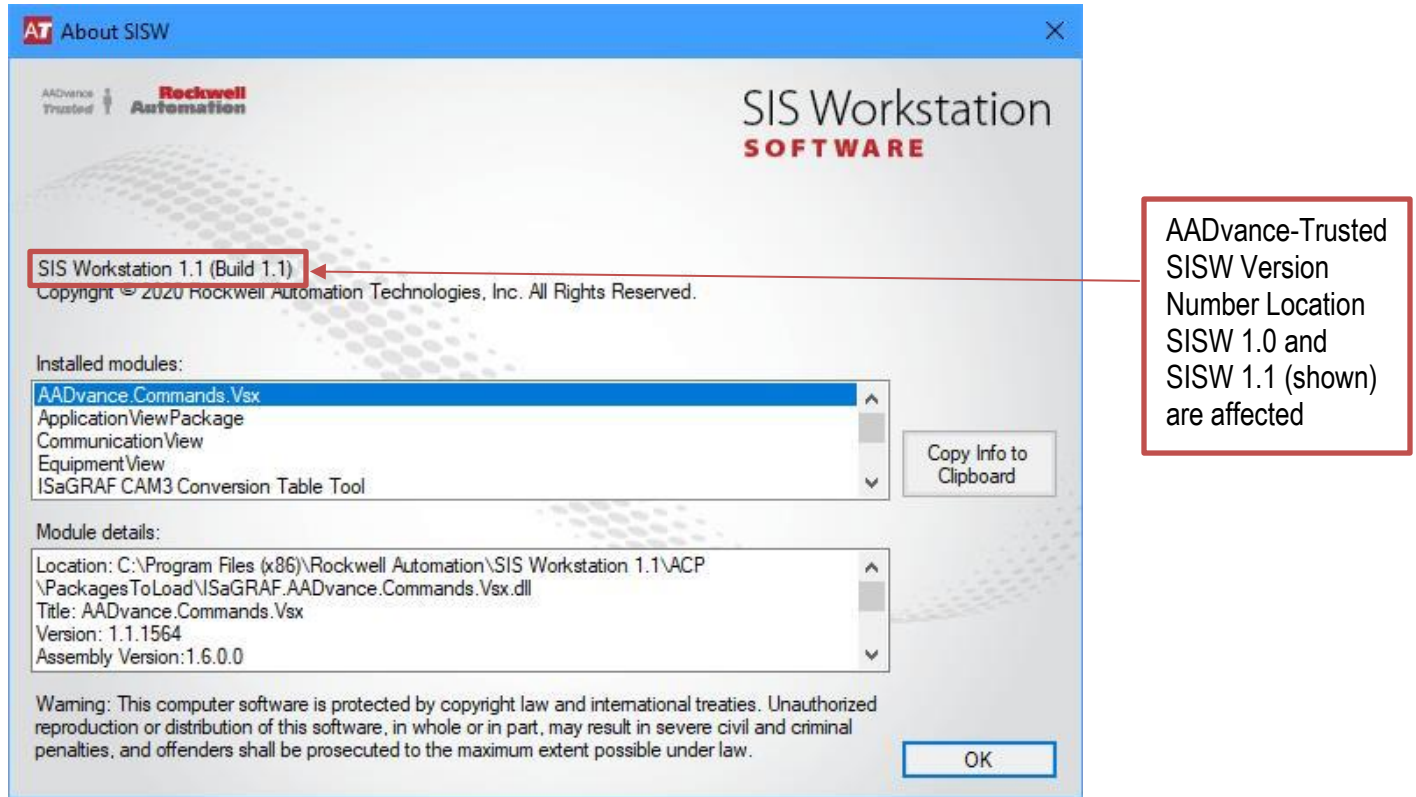 AT About SISW
AADvance
Trusted
Rockwell
Automation
SIS Workstation
SOFTWARE
SIS Workstation 1.1 (Build 1.1)
Copyright © 2020 Rockwell Automation Technologies, Inc. All Rights Reserved.
Installed modules:
AADvance.Commands.Vsx
ApplicationViewPackage
CommunicationView
EquipmentView
ISaGRAF CAM3 Conversion Table Tool
Copy Info to
Clipboard
Module details:
Location: C:\Program Files (x86)\Rockwell Automation\SIS Workstation 1.1\ACP
\PackagesToLoad\ISaGRAF.AADvance.Commands.Vsx.dll
Title: AADvance.Commands.Vsx
Version: 1.1.1564
Assembly Version:1.6.0.0
Warning: This computer software is protected by copyright law and international treaties. Unauthorized
reproduction or distribution of this software, in whole or in part, may result in severe civil and criminal
penalties, and offenders shall be prosecuted to the maximum extent possible under law.
OK
AADvance-Trusted
SISW Version
Number Location
SISW 1.0 and
SISW 1.1 (shown)
are affected